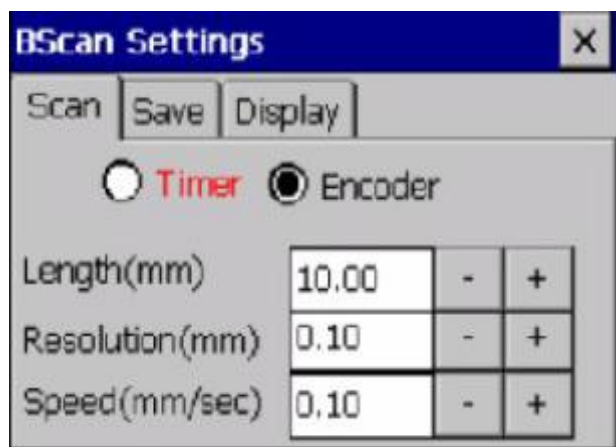 BScan Settings
Scan Save Display
Timer Encoder
Length(mm) 10.00 - +
Resolution(mm) 0.10 - +
Speed(mm/sec) 0.10 - +